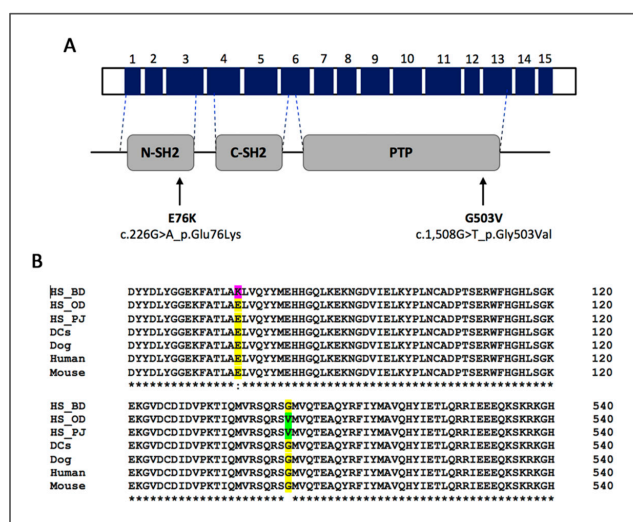 A
1 2 3 4 5 6 7 8 9 10 11 12 13 14 15
N-SH2 C-SH2 PTP
E76K G503V
c.226G>A_p.Glu76Lys c.1,508G>T_p.Gly503Val
B
HS_BD DYYDLYGGEKFATLAKLVQYYMEHHGQLKEKNGDVIELKYPLNCADPTSERWFHGHLSGK 120
HS_OD DYYDLYGGEKFATLAELVQYYMEHHGQLKEKNGDVIELKYPLNCADPTSERWFHGHLSGK 120
HS_PJ DYYDLYGGEKFATLAELVQYYMEHHGQLKEKNGDVIELKYPLNCADPTSERWFHGHLSGK 120
DCs DYYDLYGGEKFATLAELVQYYMEHHGQLKEKNGDVIELKYPLNCADPTSERWFHGHLSGK 120
Dog DYYDLYGGEKFATLAELVQYYMEHHGQLKEKNGDVIELKYPLNCADPTSERWFHGHLSGK 120
Human DYYDLYGGEKFATLAELVQYYMEHHGQLKEKNGDVIELKYPLNCADPTSERWFHGHLSGK 120
Mouse DYYDLYGGEKFATLAELVQYYMEHHGQLKEKNGDVIELKYPLNCADPTSERWFHGHLSGK 120
***************:********************************************
HS_BD EKGVDCDIDVPKTIQMVRSQRSGMVQTEAQYRFIYMAVQHYIETLQRRIEEEQKSKRKGH 540
HS_OD EKGVDCDIDVPKTIQMVRSQRSVMVQTEAQYRFIYMAVQHYIETLQRRIEEEQKSKRKGH 540
HS_PJ EKGVDCDIDVPKTIQMVRSQRSVMVQTEAQYRFIYMAVQHYIETLQRRIEEEQKSKRKGH 540
DCs EKGVDCDIDVPKTIQMVRSQRSGMVQTEAQYRFIYMAVQHYIETLQRRIEEEQKSKRKGH 540
Dog EKGVDCDIDVPKTIQMVRSQRSGMVQTEAQYRFIYMAVQHYIETLQRRIEEEQKSKRKGH 540
Human EKGVDCDIDVPKTIQMVRSQRSGMVQTEAQYRFIYMAVQHYIETLQRRIEEEQKSKRKGH 540
Mouse EKGVDCDIDVPKTIQMVRSQRSGMVQTEAQYRFIYMAVQHYIETLQRRIEEEQKSKRKGH 540
********************** *************************************